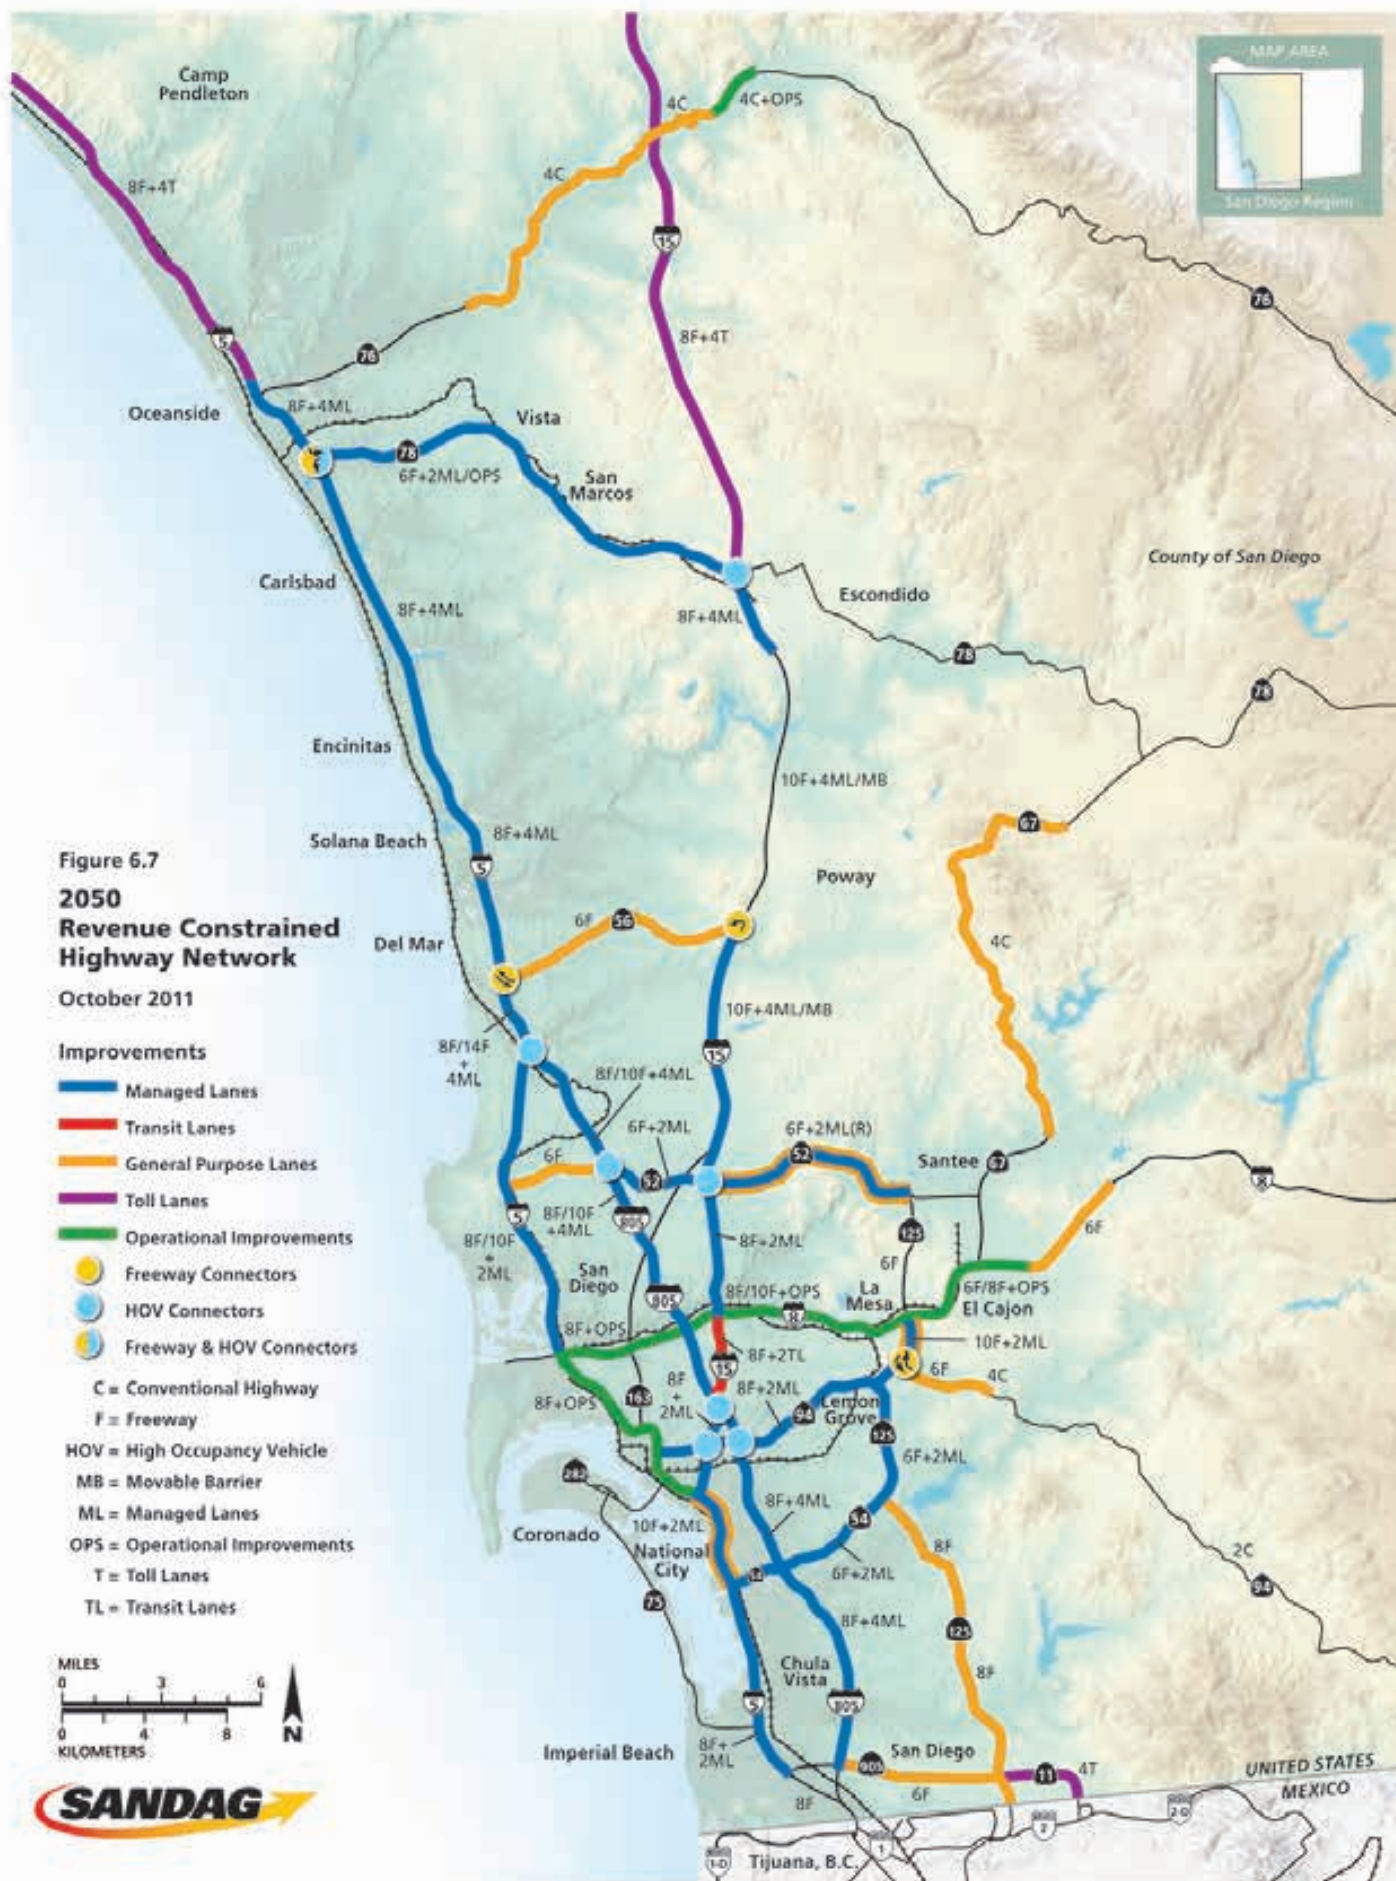 MAP AREA
San Diego Region
Camp
Pendleton
4C
4C+OPS
8F+4T
4C
15
76
5
8F+4T
76
Oceanside
8F+4ML
Vista
78
6F+2ML/OPS
San
Marcos
County of San Diego
Carlsbad
8F+4ML
Escondido
8F+4ML
78
78
Encinitas
10F+4ML/MB
Solana Beach
8F+4ML
67
5
Poway
6F
56
Del Mar
4C
10F+4ML/MB
15
8F/14F
+
4ML
8F/10F+4ML
6F+2ML
6F+2ML(R)
6F
52
52
Santee
67
8
8F/10F
+4ML
5
805
125
6F
8F/10F
+
2ML
8F+2ML
6F
San
Diego
805
8F/10F+OPS
La
Mesa
6F/8F+OPS
El Cajon
8
8F+OPS
10F+2ML
8F+2TL
15
6F
4C
8F+OPS
163
8F
+
2ML
8F+2ML
94
Lemon
Grove
125
6F+2ML
282
8F+4ML
54
Coronado
10F+2ML
National
City
8F
2C
54
6F+2ML
94
75
8F+4ML
125
Chula
Vista
8F
5
805
Imperial Beach
8F+
2ML
San Diego
905
11
4T
6F
8F
UNITED STATES
MEXICO
2
2-D
1
1-D
Tijuana, B.C.
Figure 6.7
2050
Revenue Constrained
Highway Network
October 2011
Improvements
Managed Lanes
Transit Lanes
General Purpose Lanes
Toll Lanes
Operational Improvements
Freeway Connectors
HOV Connectors
Freeway & HOV Connectors
C = Conventional Highway
F = Freeway
HOV = High Occupancy Vehicle
MB = Movable Barrier
ML = Managed Lanes
OPS = Operational Improvements
T = Toll Lanes
TL = Transit Lanes
MILES
0 3 6
0 4 8
KILOMETERS
N
SANDAG